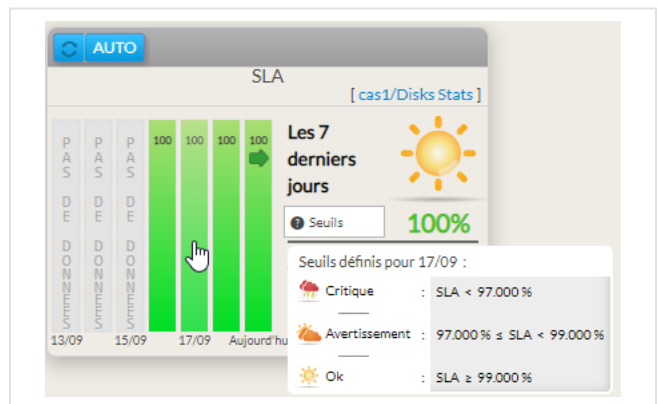 AUTO
SLA
[ cas1/Disks Stats ]
PAS DE DONNEES
PAS DE DONNEES
PAS DE DONNEES
100 100 100 100
Les 7
derniers
jours
Seuils
100%
13/09 15/09 17/09 Aujourd'hu
Seuils définis pour 17/09 :
Critique : SLA < 97.000 %
Avertissement : 97.000 % ≤ SLA < 99.000 %
Ok : SLA ≥ 99.000 %